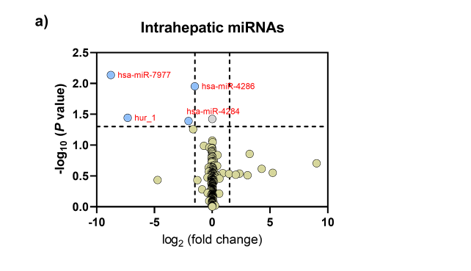 a)
Intrahepatic miRNAs
2.5
2.0
1.5
1.0
0.5
0.0
-log10 (P value)
hsa-miR-7977
hsa-miR-4286
hsa-miR-4284
hur_1
-10
-5
0
5
10
log2 (fold change)